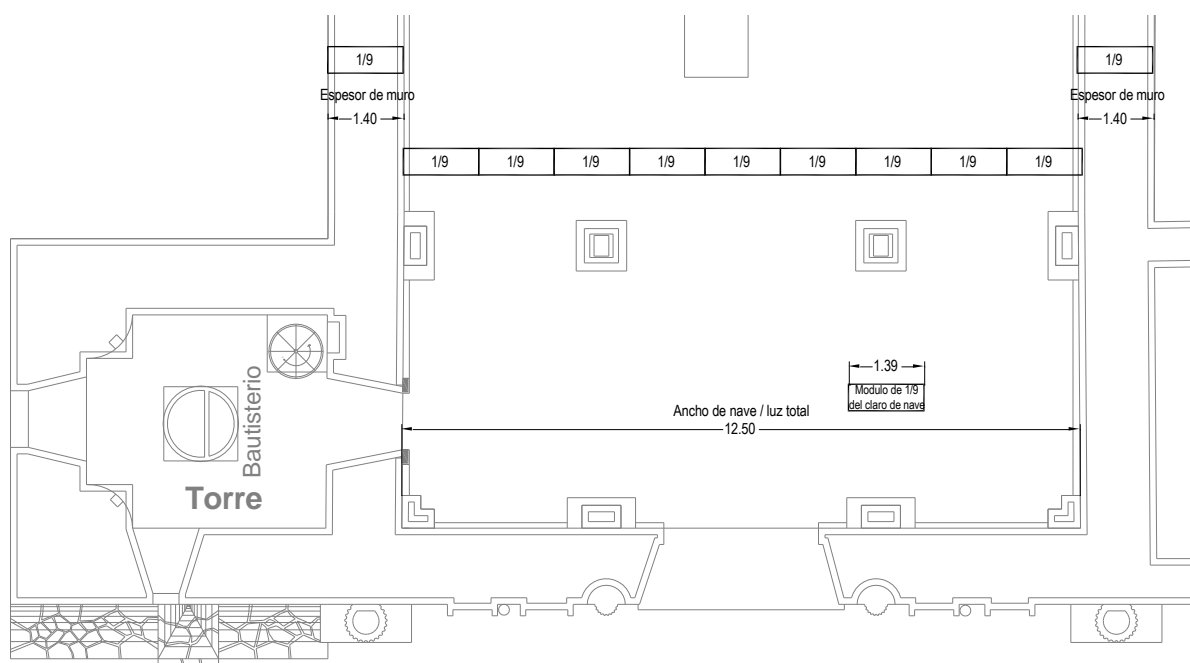 1/9
1/9
Espesor de muro
1.40
Espesor de muro
1.40
1/9 1/9 1/9 1/9 1/9 1/9 1/9 1/9 1/9
1.39
Modulo de 1/9
del claro de nave
Ancho de nave / luz total
12.50
Bautisterio
Torre